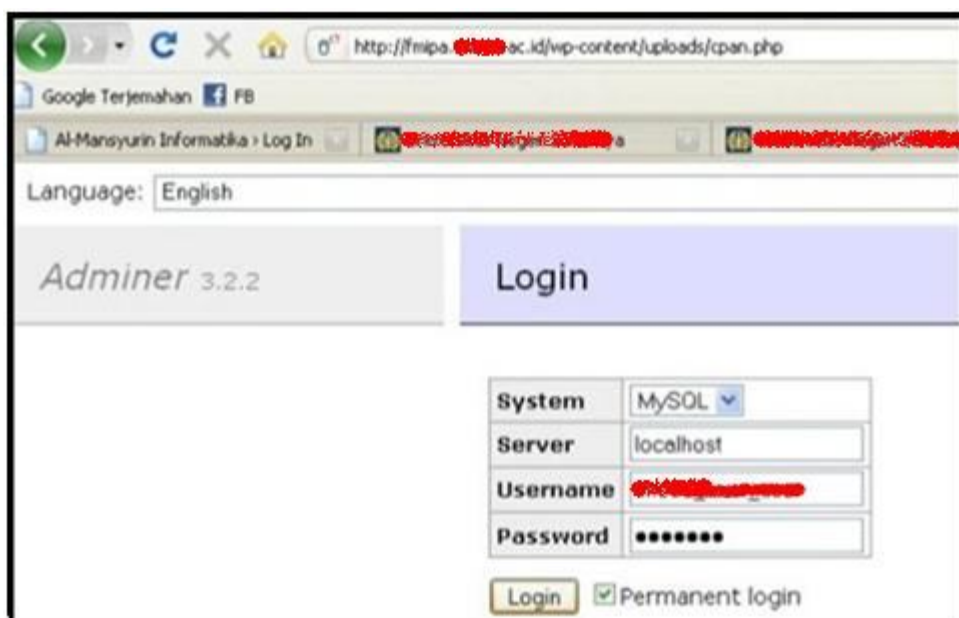 http://fmipa. ac.id/wp-content/uploads/cpan.php
Google Terjemahan FB
Al-Mansyurin Informatika › Log In a
Language: English
Adminer 3.2.2
Login
System MySQL
Server localhost
Username
Password •••••••
Login Permanent login